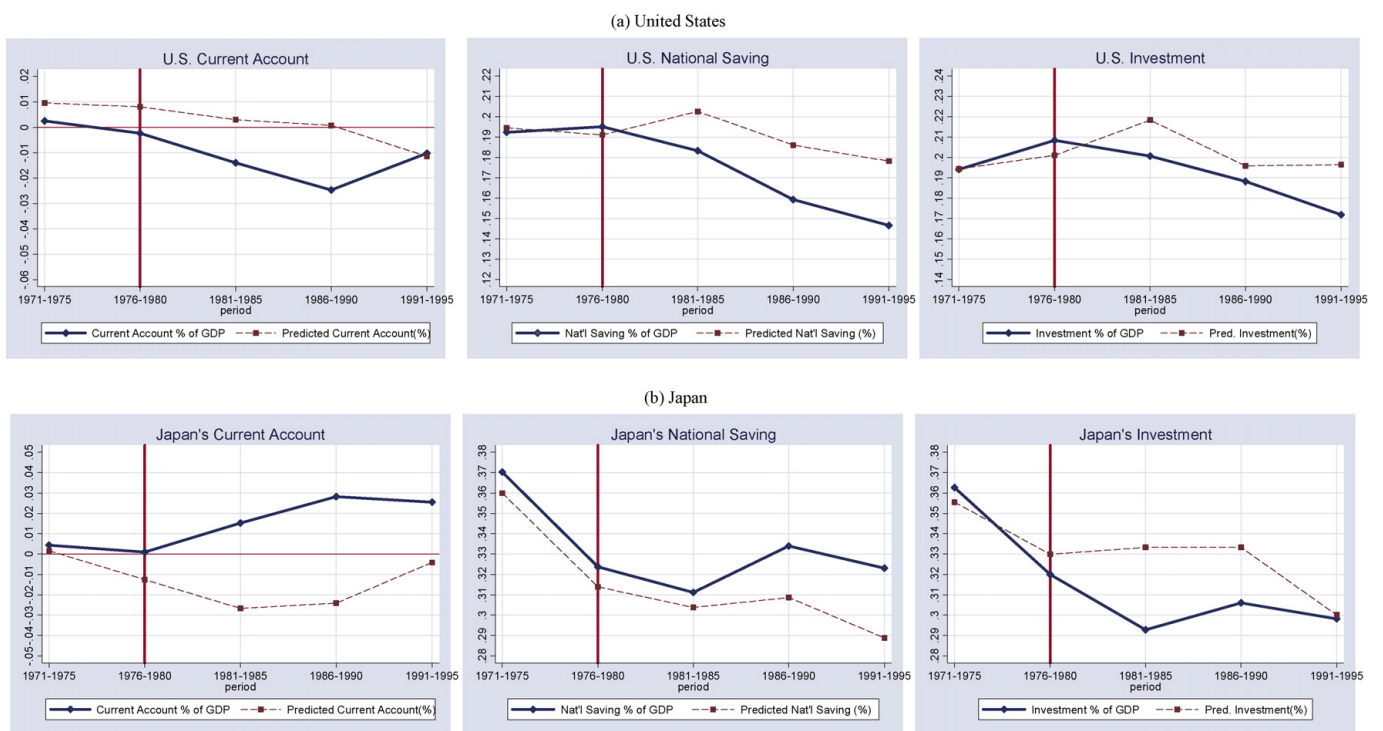 (a) United States
U.S. Current Account
.02
.01
0
-.01
-.02
-.03
-.04
-.05
-.06
1971-1975 1976-1980 1981-1985 1986-1990 1991-1995
period
Current Account % of GDP Predicted Current Account(%)
U.S. National Saving
.22
.21
.2
.19
.18
.17
.16
.15
.14
.13
.12
1971-1975 1976-1980 1981-1985 1986-1990 1991-1995
period
Nat'l Saving % of GDP Predicted Nat'l Saving (%)
U.S. Investment
.24
.23
.22
.21
.2
.19
.18
.17
.16
.15
.14
1971-1975 1976-1980 1981-1985 1986-1990 1991-1995
period
Investment % of GDP Pred. Investment(%)
(b) Japan
Japan's Current Account
.05
.04
.03
.02
.01
0
-.01
-.02
-.03
-.04
-.05
1971-1975 1976-1980 1981-1985 1986-1990 1991-1995
period
Current Account % of GDP Predicted Current Account(%)
Japan's National Saving
.38
.37
.36
.35
.34
.33
.32
.31
.3
.29
.28
1971-1975 1976-1980 1981-1985 1986-1990 1991-1995
period
Nat'l Saving % of GDP Predicted Nat'l Saving (%)
Japan's Investment
.38
.37
.36
.35
.34
.33
.32
.31
.3
.29
.28
1971-1975 1976-1980 1981-1985 1986-1990 1991-1995
period
Investment % of GDP Pred. Investment(%)